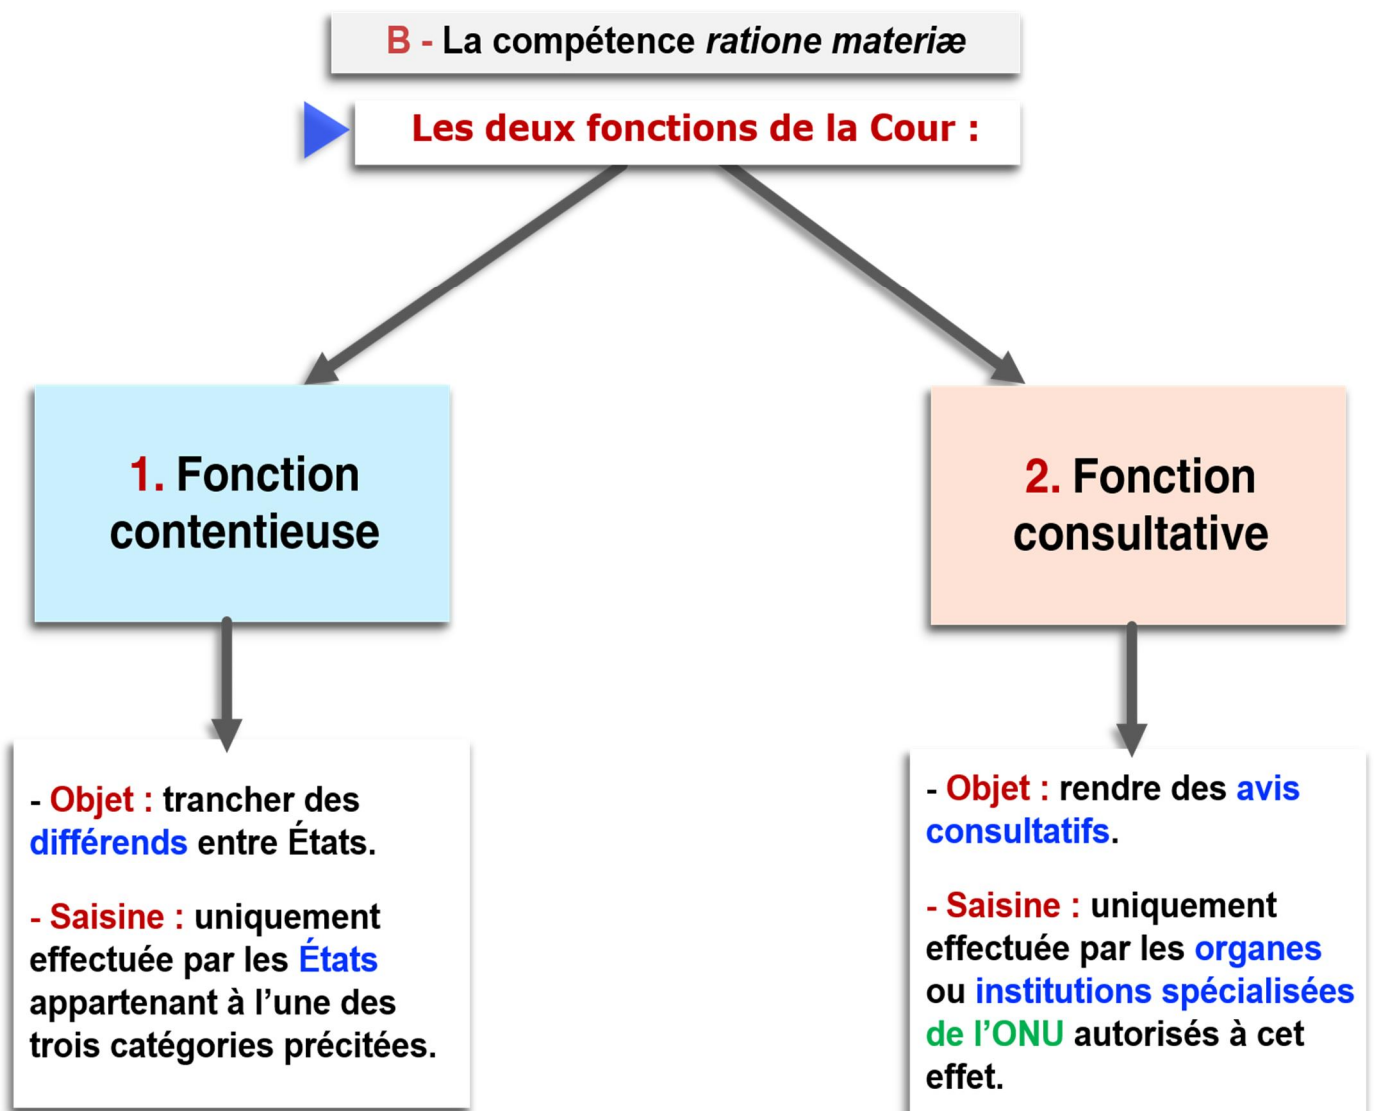 B - La compétence ratione materiæ
Les deux fonctions de la Cour :
1. Fonction
contentieuse
- Objet : trancher des
différends entre États.
- Saisine : uniquement
effectuée par les États
appartenant à l’une des
trois catégories précitées.
2. Fonction
consultative
- Objet : rendre des avis
consultatifs.
- Saisine : uniquement
effectuée par les organes
ou institutions spécialisées
de l’ONU autorisés à cet
effet.